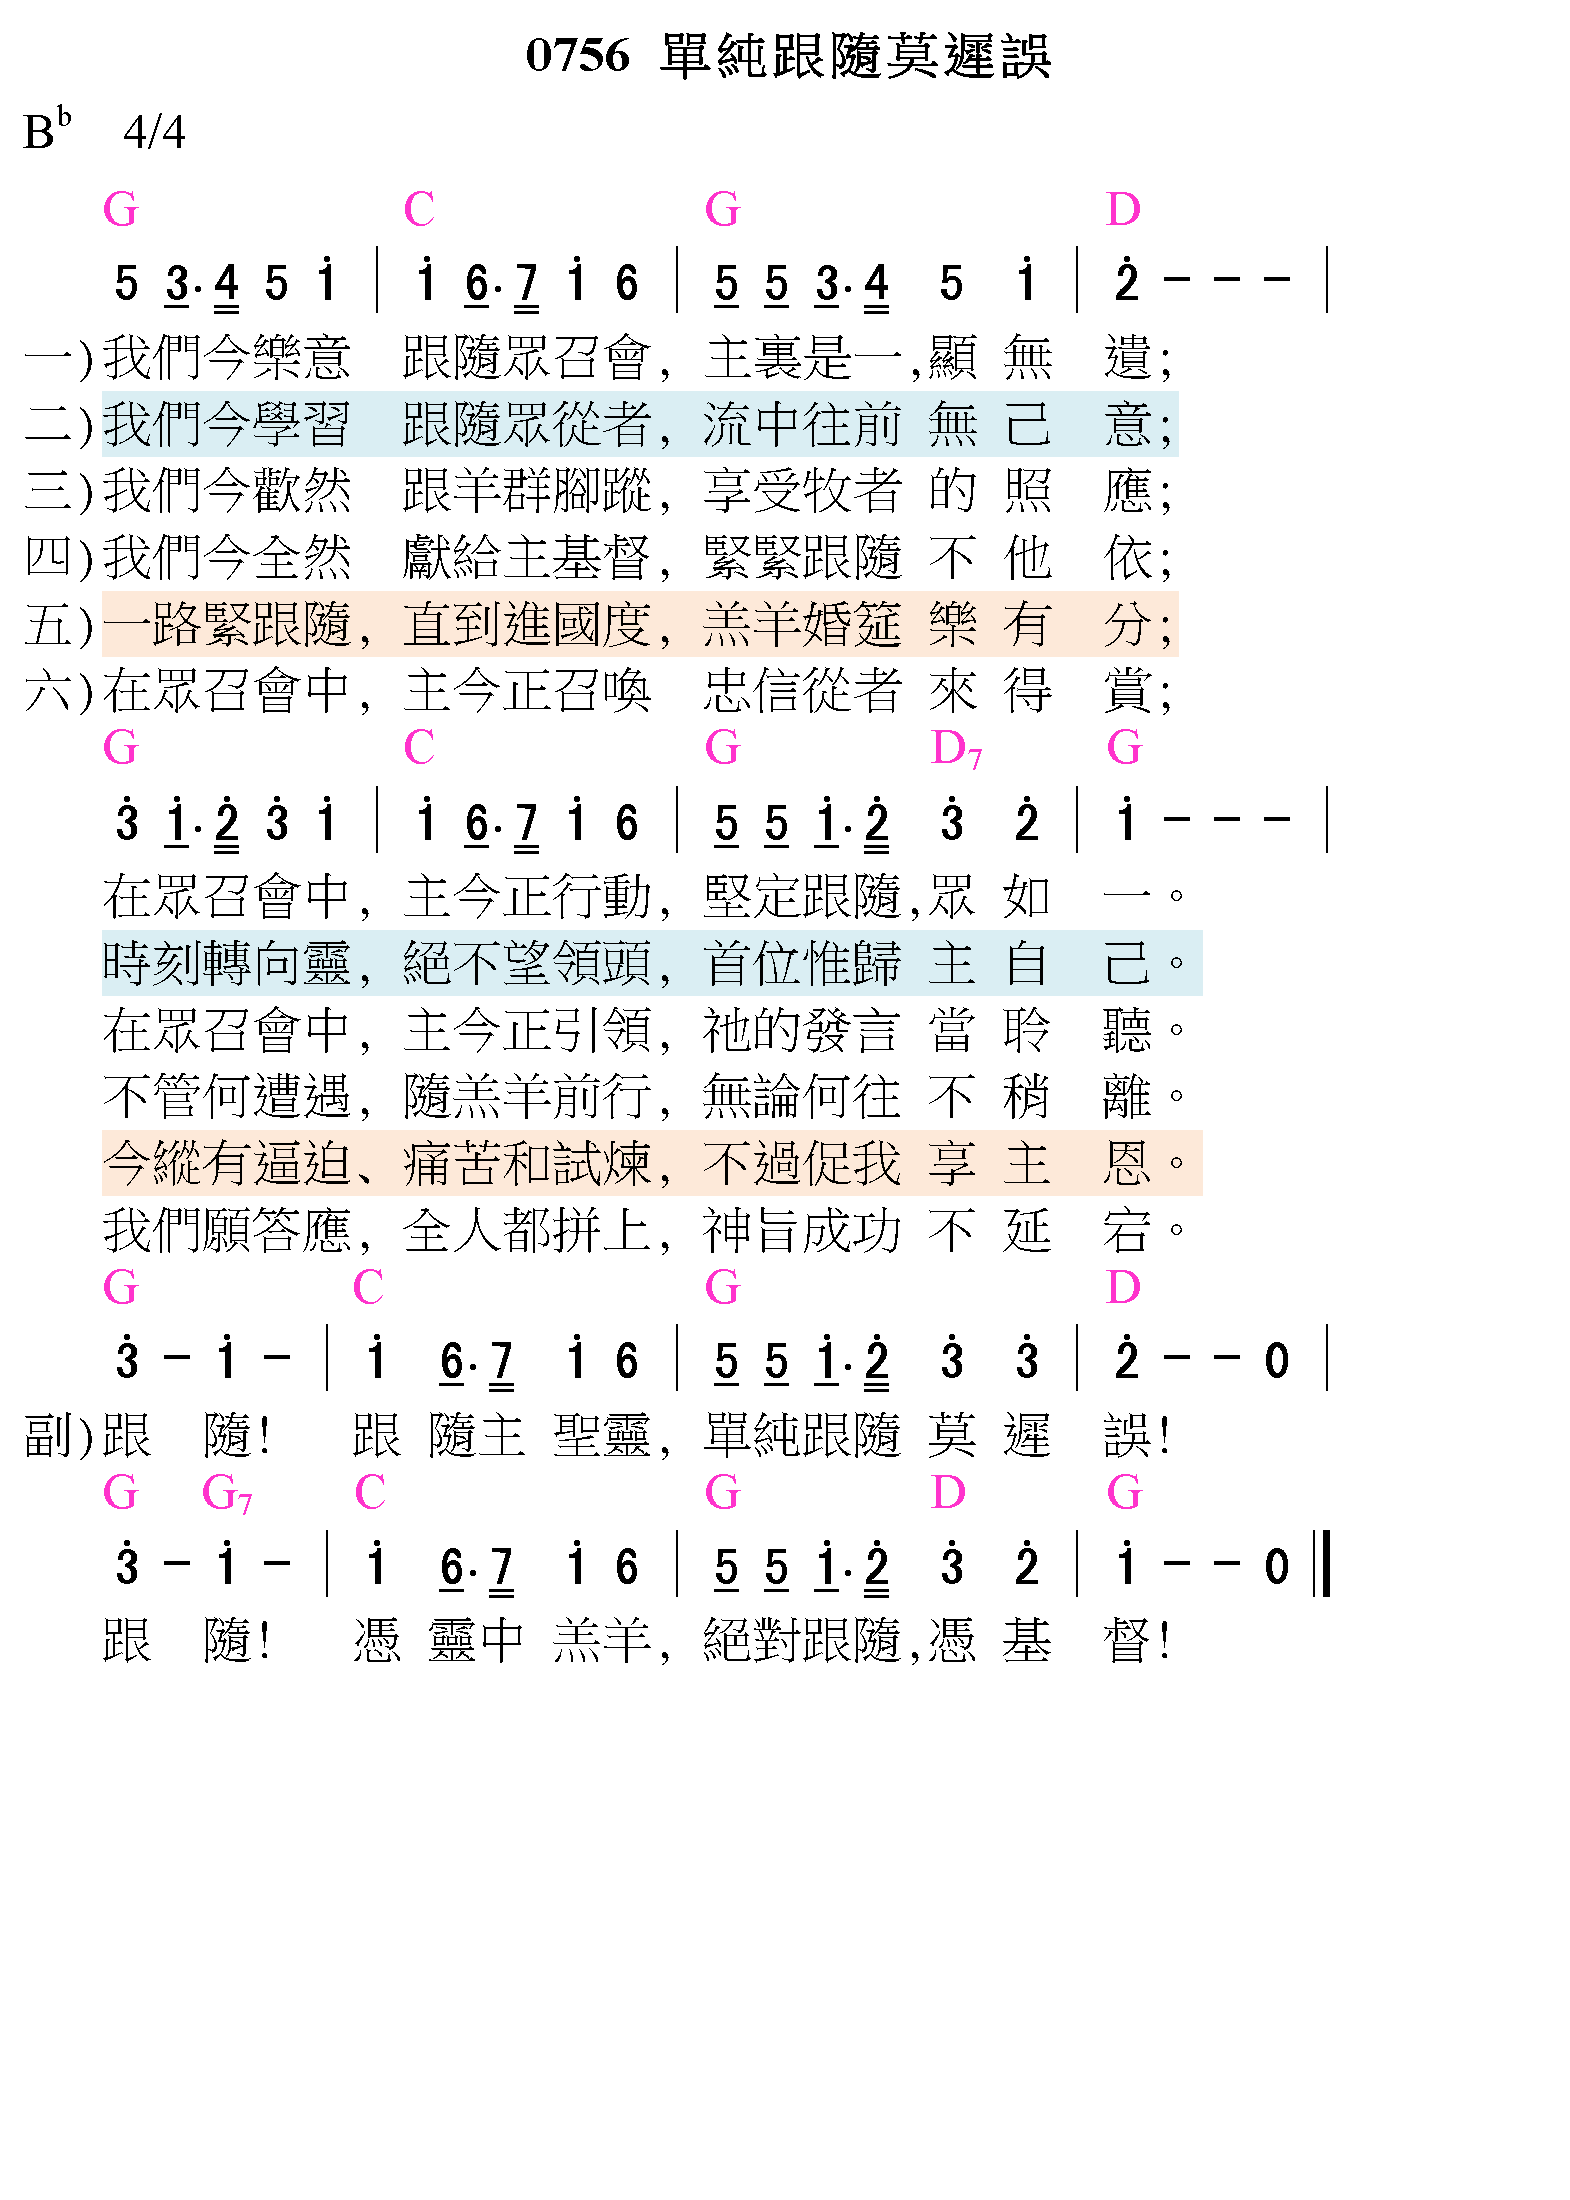 0756 單純跟隨莫遲誤
Bb 4/4
G C G D
5 3. 4 5 i | i 6. 7 i 6 | 5 5 3. 4 5 i | 2̇ - - - |
一)我們今樂意 跟隨眾召會, 主裏是一,顯 無 遺;
二)我們今學習 跟隨眾從者, 流中往前 無 己 意;
三)我們今歡然 跟羊群腳蹤, 享受牧者 的 照 應;
四)我們今全然 獻給主基督, 緊緊跟隨 不 他 依;
五)一路緊跟隨, 直到進國度, 羔羊婚筵 樂 有 分;
六)在眾召會中, 主今正召喚 忠信從者 來 得 賞;
G C G D7 G
3̇ i. 2̇ 3̇ i | i 6. 7 i 6 | 5 5 i. 2̇ 3̇ 2̇ | i - - - |
在眾召會中, 主今正行動, 堅定跟隨,眾 如 一。
時刻轉向靈, 絕不望領頭, 首位惟歸 主 自 己。
在眾召會中, 主今正引領, 祂的發言 當 聆 聽。
不管何遭遇, 隨羔羊前行, 無論何往 不 稍 離。
今縱有逼迫、痛苦和試煉, 不過促我 享 主 恩。
我們願答應, 全人都拼上, 神旨成功 不 延 宕。
G C G D
3̇ - i - | i 6. 7 i 6 | 5 5 i. 2̇ 3̇ 3̇ | 2̇ - - 0 |
副)跟 隨! 跟 隨主 聖靈, 單純跟隨 莫 遲 誤!
G G7 C G D G
3̇ - i - | i 6. 7 i 6 | 5 5 i. 2̇ 3̇ 2̇ | i - - 0 ||
跟 隨! 憑 靈中 羔羊, 絕對跟隨,憑 基 督!